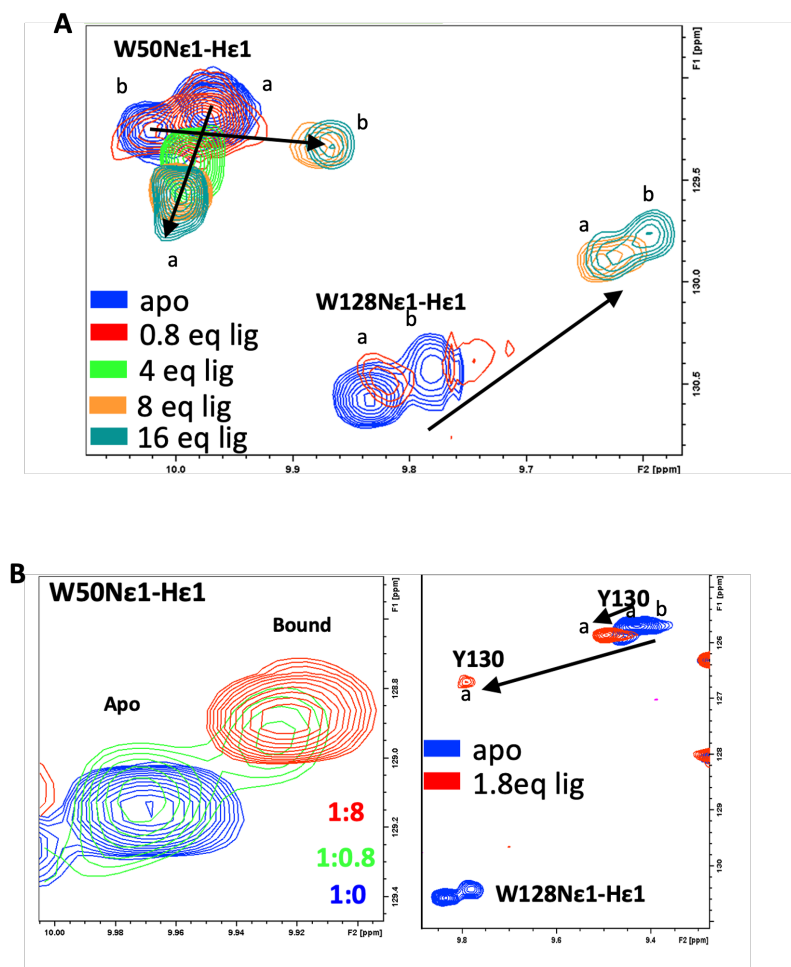 A
W50Nε1-Hε1
b
a
b
a
b
a
W128Nε1-Hε1
b
a
apo
0.8 eq lig
4 eq lig
8 eq lig
16 eq lig
F1 [ppm]
129.5
130.0
130.5
10.0 9.9 9.8 9.7 F2 [ppm]
B
W50Nε1-Hε1
Bound
Apo
1:8
1:0.8
1:0
F1 [ppm]
128.8
129.0
129.2
129.4
10.00 9.98 9.96 9.94 9.92 F2 [ppm]
Y130
a
a b
Y130
a
apo
1.8eq lig
W128Nε1-Hε1
F1 [ppm]
126
127
128
129
130
9.8 9.6 9.4 F2 [ppm]